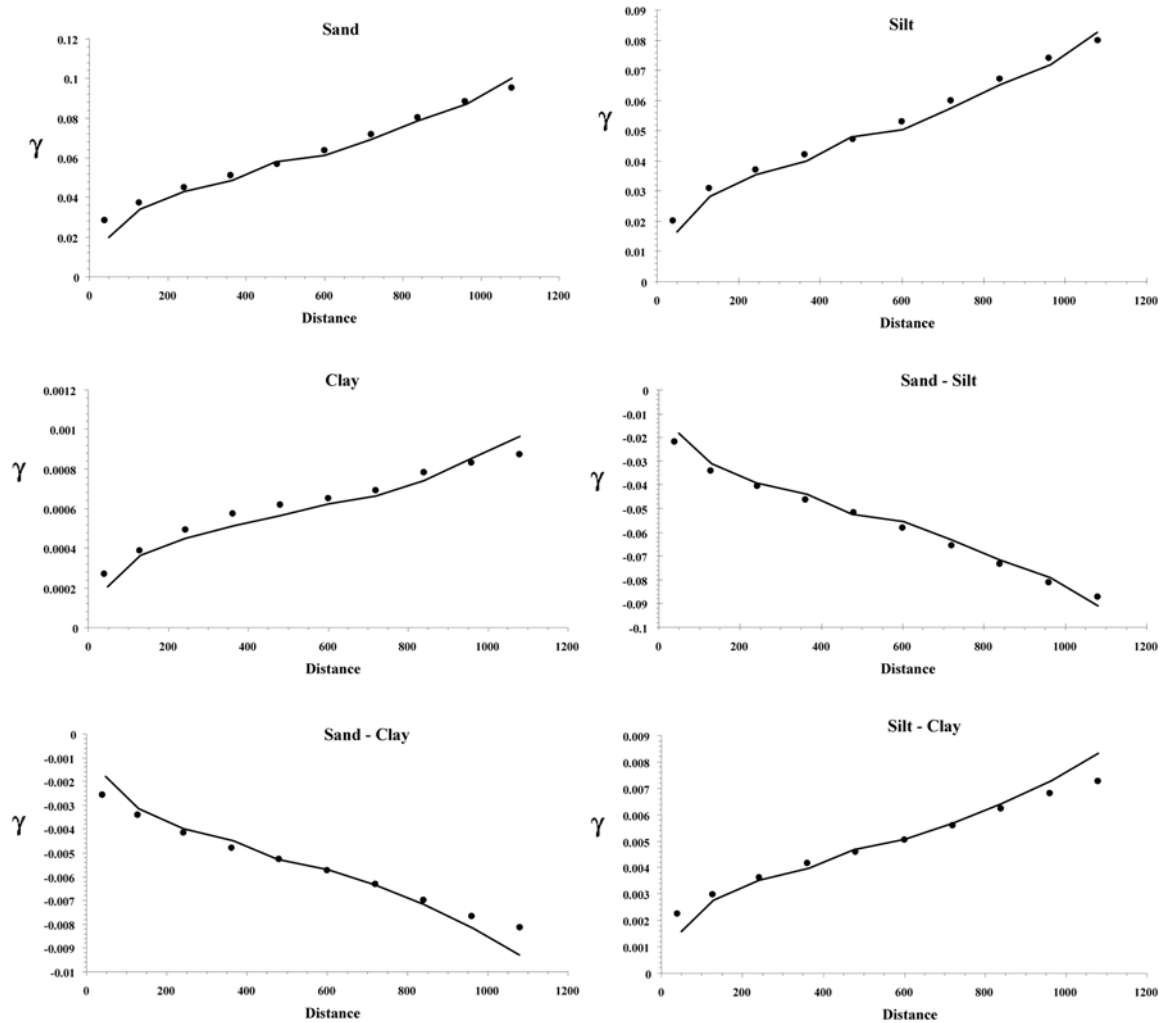 Sand
0.12
0.1
0.08
γ
0.06
0.04
0.02
0
0 200 400 600 800 1000 1200
Distance
Silt
0.09
0.08
0.07
0.06
γ
0.05
0.04
0.03
0.02
0.01
0
0 200 400 600 800 1000 1200
Distance
Clay
0.0012
0.001
γ
0.0008
0.0006
0.0004
0.0002
0
0 200 400 600 800 1000 1200
Distance
Sand - Silt
0
-0.01
-0.02
-0.03
γ
-0.04
-0.05
-0.06
-0.07
-0.08
-0.09
-0.1
0 200 400 600 800 1000 1200
Distance
Sand - Clay
0
-0.001
-0.002
-0.003
γ
-0.004
-0.005
-0.006
-0.007
-0.008
-0.009
-0.01
0 200 400 600 800 1000 1200
Distance
Silt - Clay
0.009
0.008
0.007
0.006
γ
0.005
0.004
0.003
0.002
0.001
0
0 200 400 600 800 1000 1200
Distance